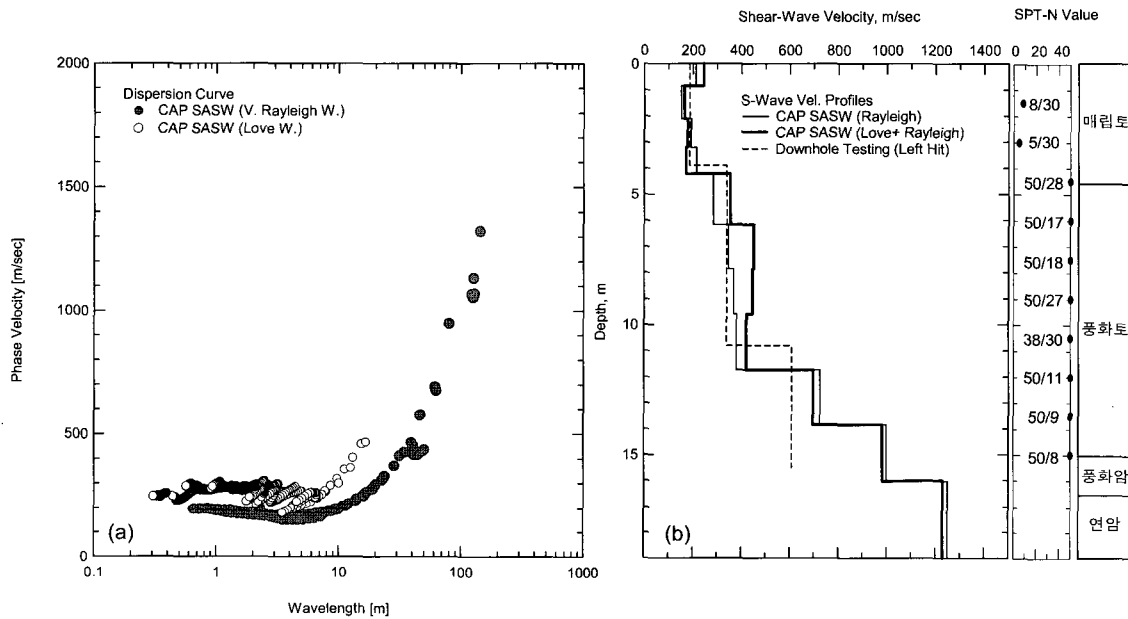 2000
1500
1000
500
0
0.1
1
10
100
1000
Phase Velocity [m/sec]
Wavelength [m]
Dispersion Curve
CAP SASW (V. Rayleigh W.)
CAP SASW (Love W.)
(a)
Shear-Wave Velocity, m/sec
0 200 400 600 800 1000 1200 1400
0
5
10
15
Depth, m
S-Wave Vel. Profiles
CAP SASW (Rayleigh)
CAP SASW (Love+ Rayleigh)
Downhole Testing (Left Hit)
(b)
SPT-N Value
0 20 40
8/30
5/30
50/28
50/17
50/18
50/27
38/30
50/11
50/9
50/8
매립토
풍화토
풍화암
연암